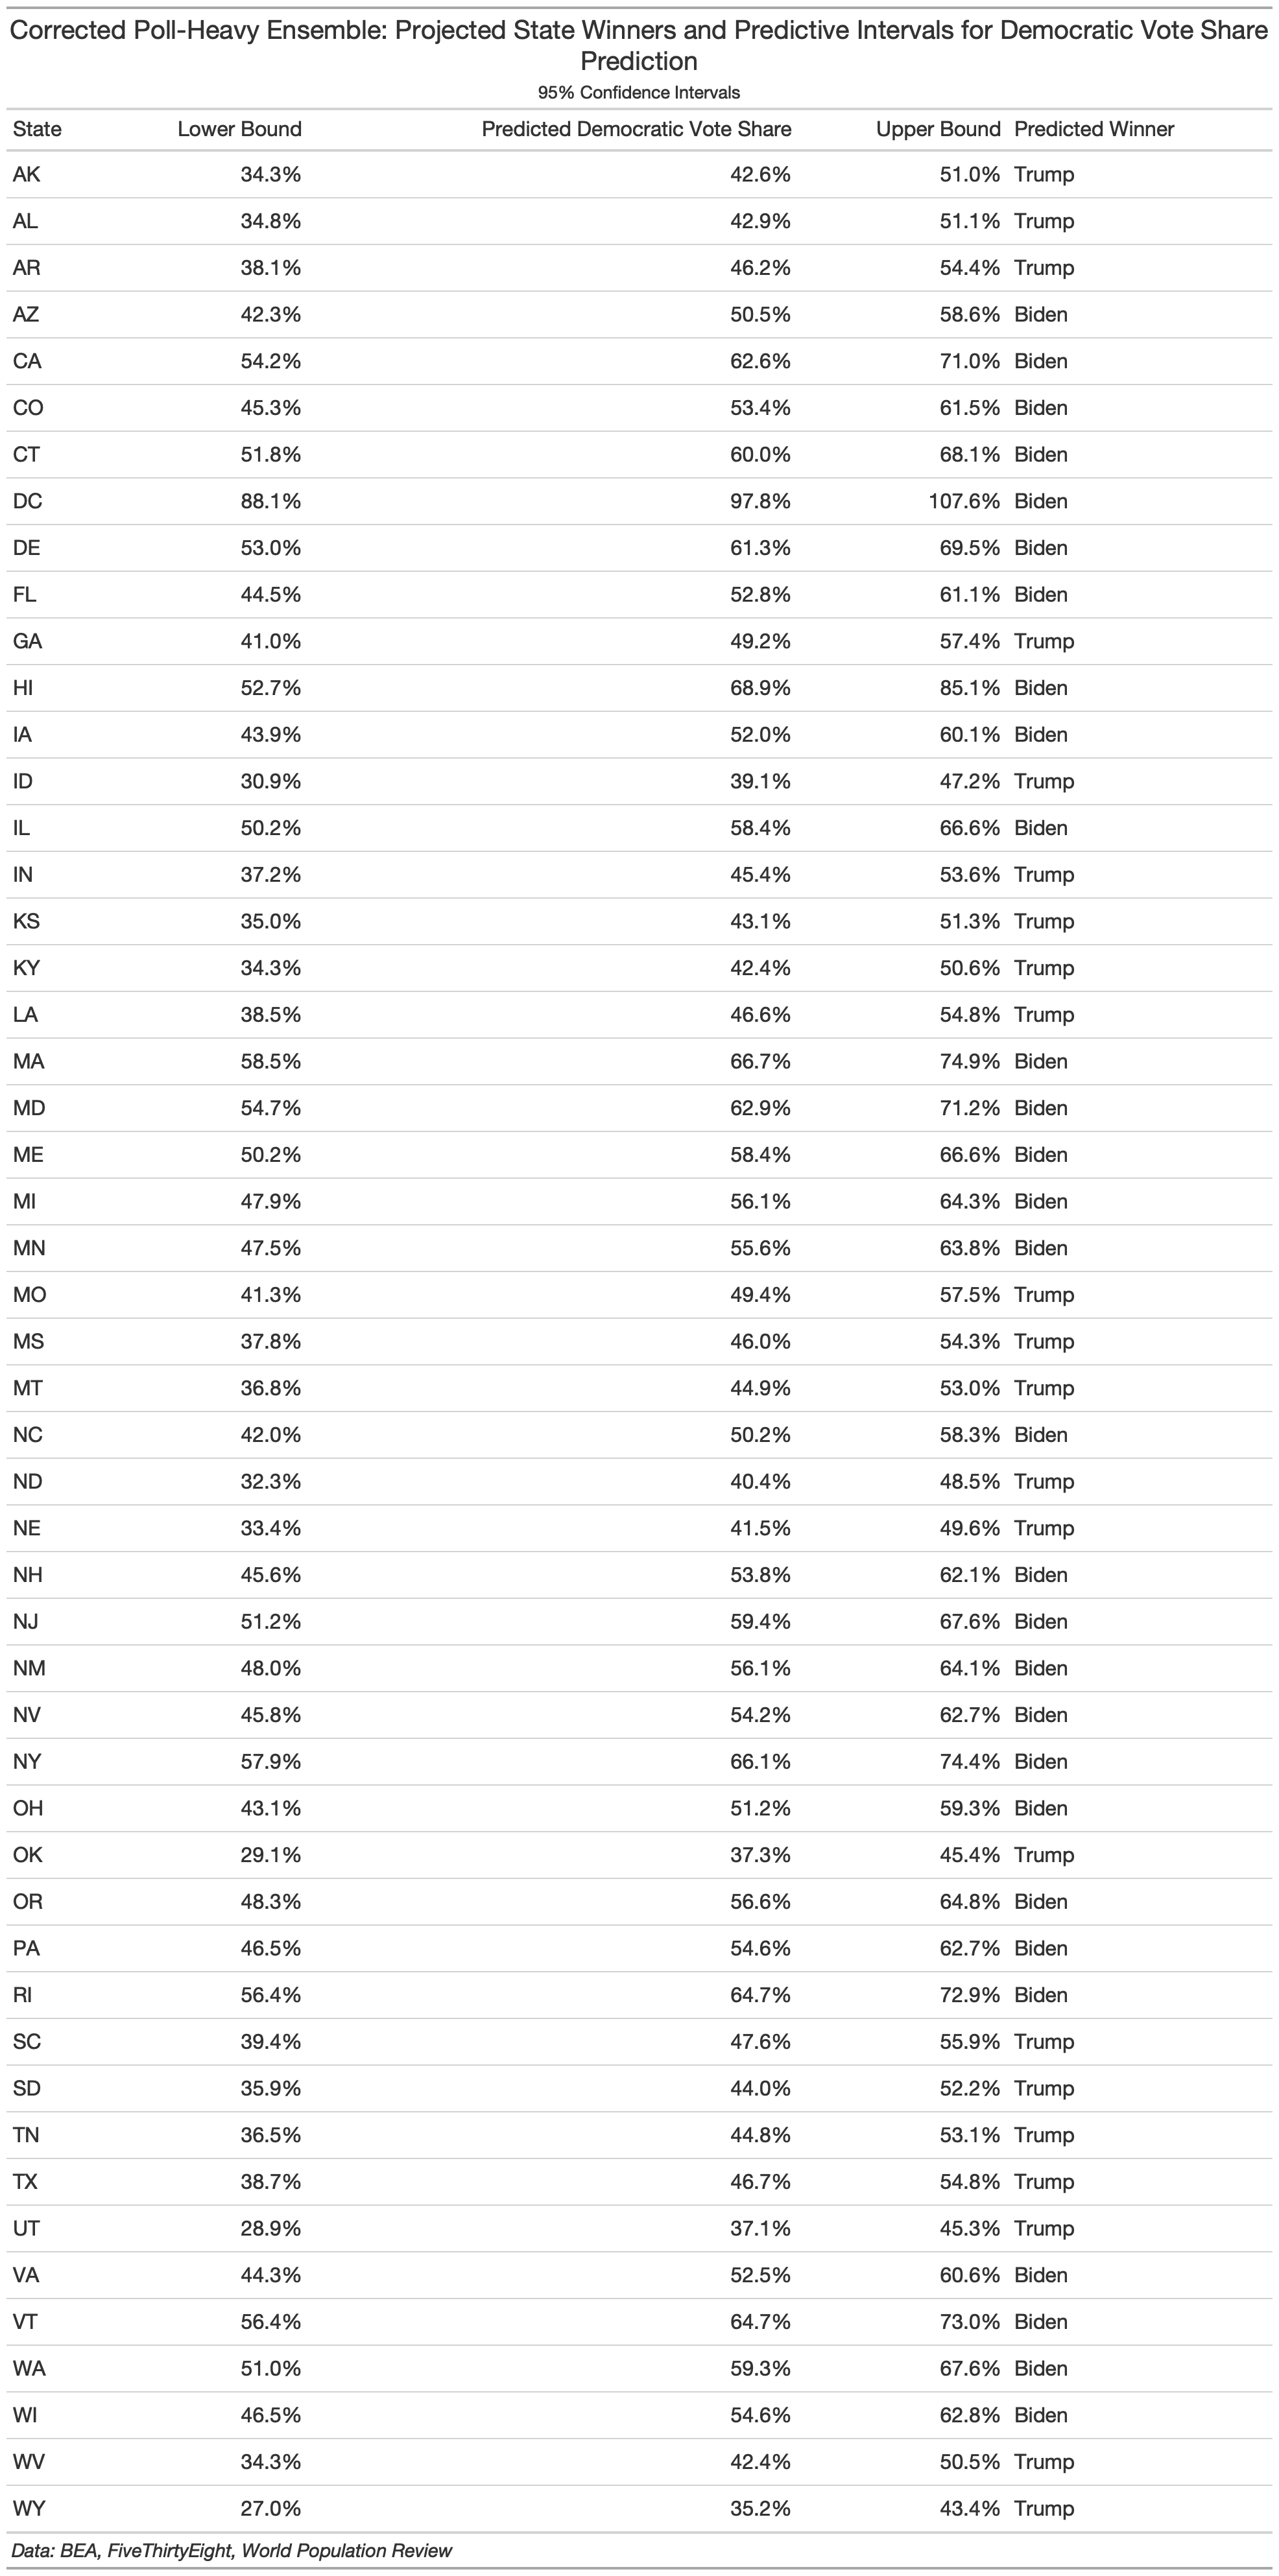 Corrected Poll-Heavy Ensemble: Projected State Winners and Predictive Intervals for Democratic Vote Share
Prediction
95% Confidence Intervals
State Lower Bound Predicted Democratic Vote Share Upper Bound Predicted Winner
AK 34.3% 42.6% 51.0% Trump
AL 34.8% 42.9% 51.1% Trump
AR 38.1% 46.2% 54.4% Trump
AZ 42.3% 50.5% 58.6% Biden
CA 54.2% 62.6% 71.0% Biden
CO 45.3% 53.4% 61.5% Biden
CT 51.8% 60.0% 68.1% Biden
DC 88.1% 97.8% 107.6% Biden
DE 53.0% 61.3% 69.5% Biden
FL 44.5% 52.8% 61.1% Biden
GA 41.0% 49.2% 57.4% Trump
HI 52.7% 68.9% 85.1% Biden
IA 43.9% 52.0% 60.1% Biden
ID 30.9% 39.1% 47.2% Trump
IL 50.2% 58.4% 66.6% Biden
IN 37.2% 45.4% 53.6% Trump
KS 35.0% 43.1% 51.3% Trump
KY 34.3% 42.4% 50.6% Trump
LA 38.5% 46.6% 54.8% Trump
MA 58.5% 66.7% 74.9% Biden
MD 54.7% 62.9% 71.2% Biden
ME 50.2% 58.4% 66.6% Biden
MI 47.9% 56.1% 64.3% Biden
MN 47.5% 55.6% 63.8% Biden
MO 41.3% 49.4% 57.5% Trump
MS 37.8% 46.0% 54.3% Trump
MT 36.8% 44.9% 53.0% Trump
NC 42.0% 50.2% 58.3% Biden
ND 32.3% 40.4% 48.5% Trump
NE 33.4% 41.5% 49.6% Trump
NH 45.6% 53.8% 62.1% Biden
NJ 51.2% 59.4% 67.6% Biden
NM 48.0% 56.1% 64.1% Biden
NV 45.8% 54.2% 62.7% Biden
NY 57.9% 66.1% 74.4% Biden
OH 43.1% 51.2% 59.3% Biden
OK 29.1% 37.3% 45.4% Trump
OR 48.3% 56.6% 64.8% Biden
PA 46.5% 54.6% 62.7% Biden
RI 56.4% 64.7% 72.9% Biden
SC 39.4% 47.6% 55.9% Trump
SD 35.9% 44.0% 52.2% Trump
TN 36.5% 44.8% 53.1% Trump
TX 38.7% 46.7% 54.8% Trump
UT 28.9% 37.1% 45.3% Trump
VA 44.3% 52.5% 60.6% Biden
VT 56.4% 64.7% 73.0% Biden
WA 51.0% 59.3% 67.6% Biden
WI 46.5% 54.6% 62.8% Biden
WV 34.3% 42.4% 50.5% Trump
WY 27.0% 35.2% 43.4% Trump
Data: BEA, FiveThirtyEight, World Population Review